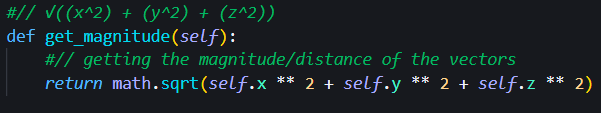 #// √((x^2) + (y^2) + (z^2))
def get_magnitude(self):
    #// getting the magnitude/distance of the vectors
    return math.sqrt(self.x ** 2 + self.y ** 2 + self.z ** 2)